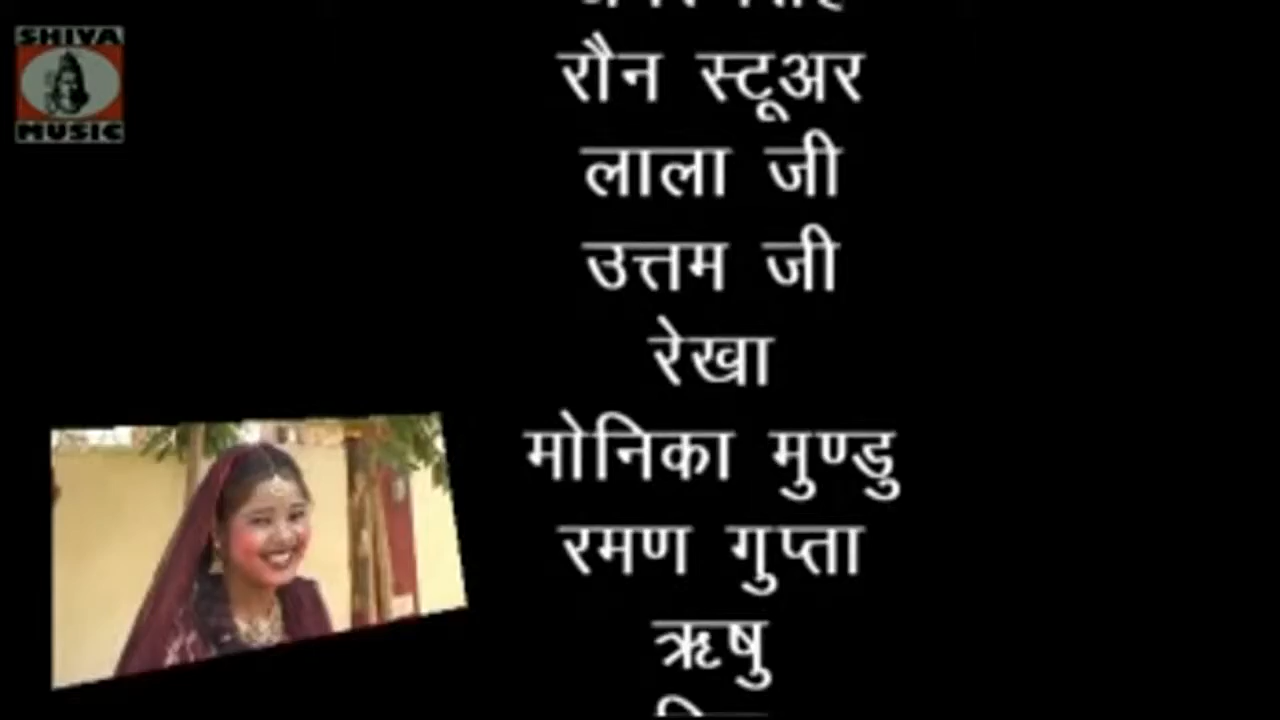 SHIVA
MUSIC
रौन स्टूअर
लाला जी
उत्तम जी
रेखा
मोनिका मुण्डु
रमण गुप्ता
ऋषु